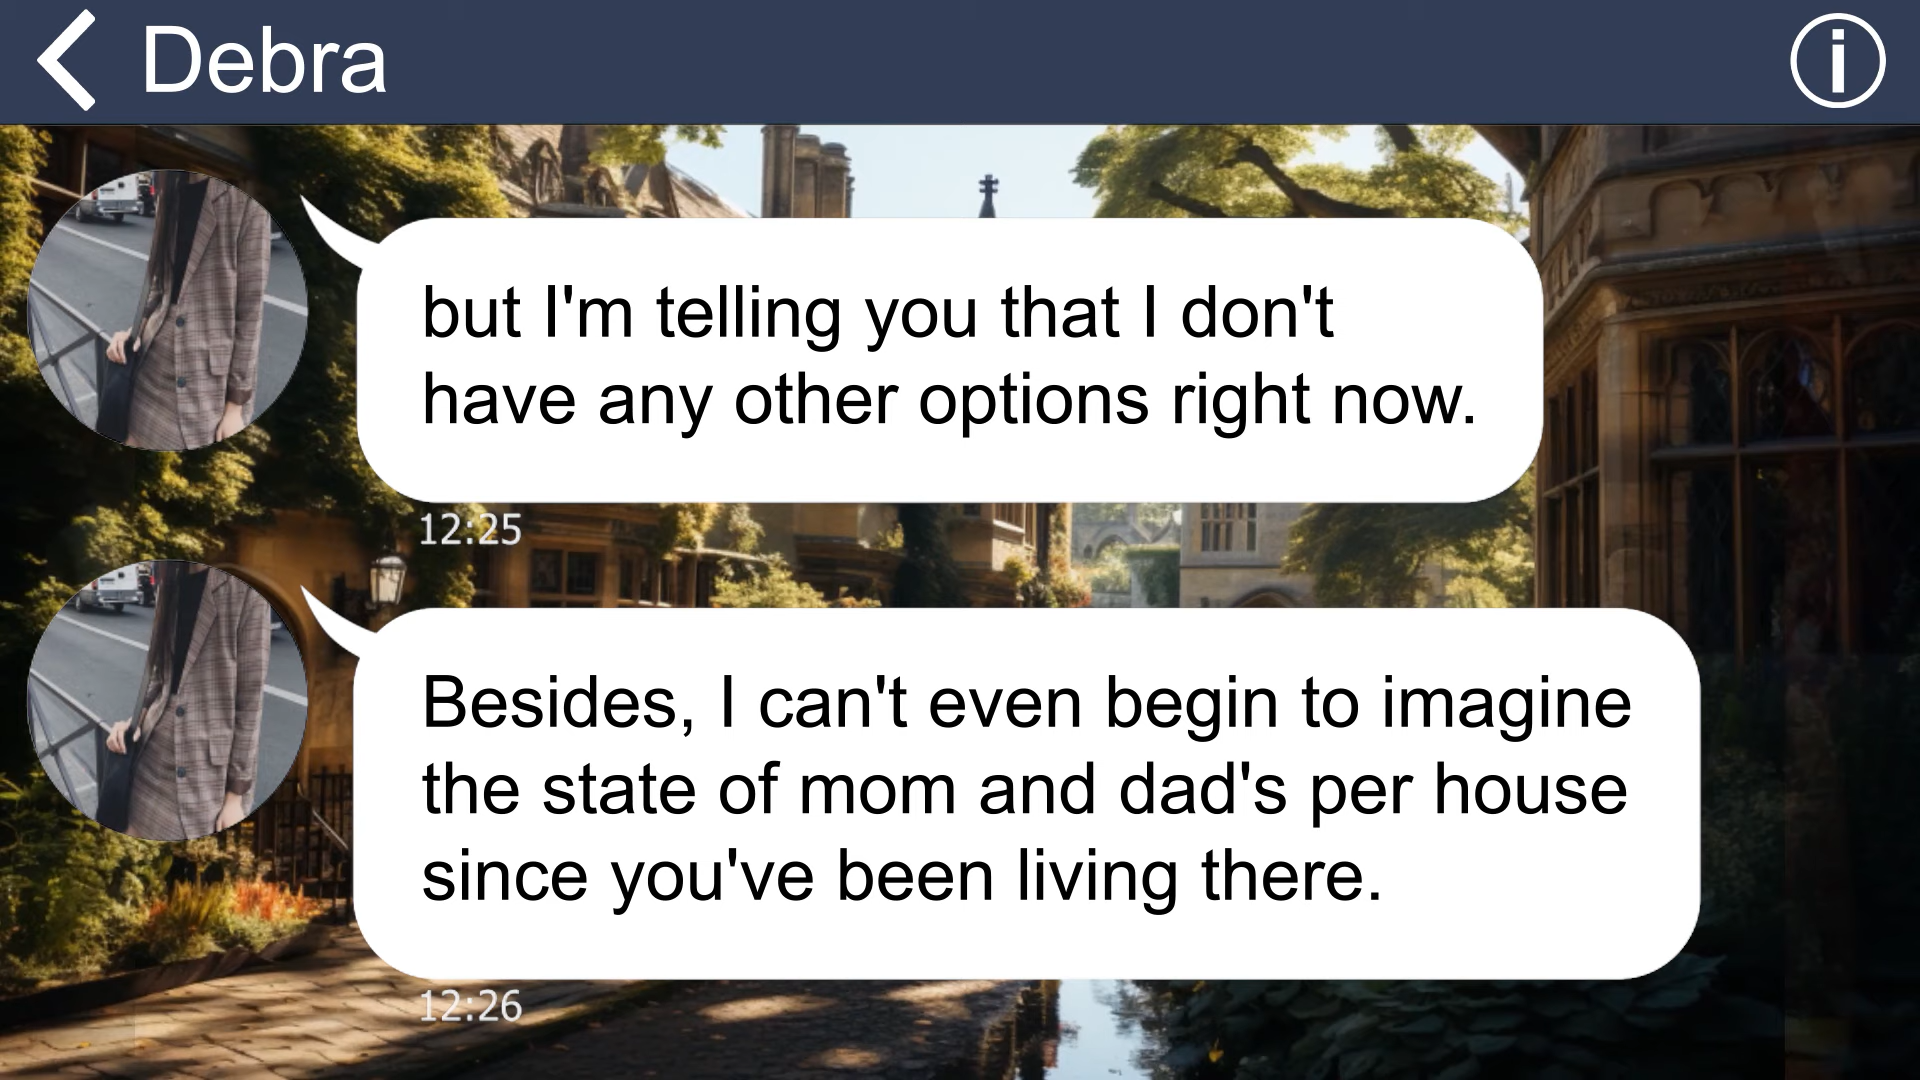 Debra
but I'm telling you that I don't
have any other options right now.
12:25
Besides, I can't even begin to imagine
the state of mom and dad's per house
since you've been living there.
12:26